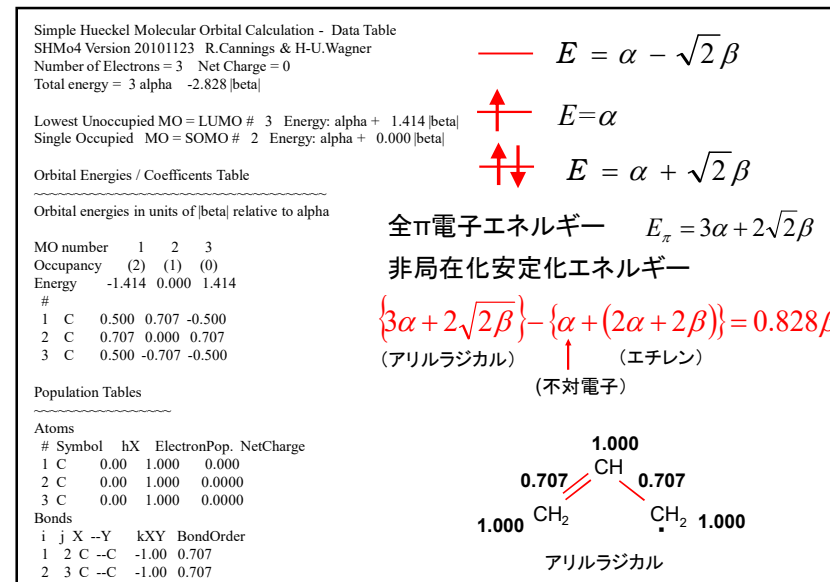 Simple Hueckel Molecular Orbital Calculation - Data Table
SHMo4 Version 20101123 R.Cannings & H-U.Wagner
Number of Electrons = 3 Net Charge = 0
Total energy = 3 alpha -2.828 |beta|
Lowest Unoccupied MO = LUMO # 3 Energy: alpha + 1.414 |beta|
Single Occupied MO = SOMO # 2 Energy: alpha + 0.000 |beta|
Orbital Energies / Coefficents Table
~~~~~~~~~~~~~~~~~~~~~~~~~~~~~~~~~~~~
Orbital energies in units of |beta| relative to alpha
MO number 1 2 3
Occupancy (2) (1) (0)
Energy -1.414 0.000 1.414
#
1 C 0.500 0.707 -0.500
2 C 0.707 0.000 0.707
3 C 0.500 -0.707 -0.500
Population Tables
~~~~~~~~~~~~~~~~~
Atoms
# Symbol hX ElectronPop. NetCharge
1 C 0.00 1.000 0.000
2 C 0.00 1.000 0.0000
3 C 0.00 1.000 0.0000
Bonds
i j X --Y kXY BondOrder
1 2 C --C -1.00 0.707
2 3 C --C -1.00 0.707
E = α − √2β
E=α
E = α + √2β
全π電子エネルギー Eπ = 3α + 2√2β
非局在化安定化エネルギー
{3α + 2√2β}−{α + (2α + 2β)} = 0.828β
（アリルラジカル） （エチレン）
(不対電子）
1.000
0.707 CH 0.707
1.000 CH2 CH2 1.000
アリルラジカル